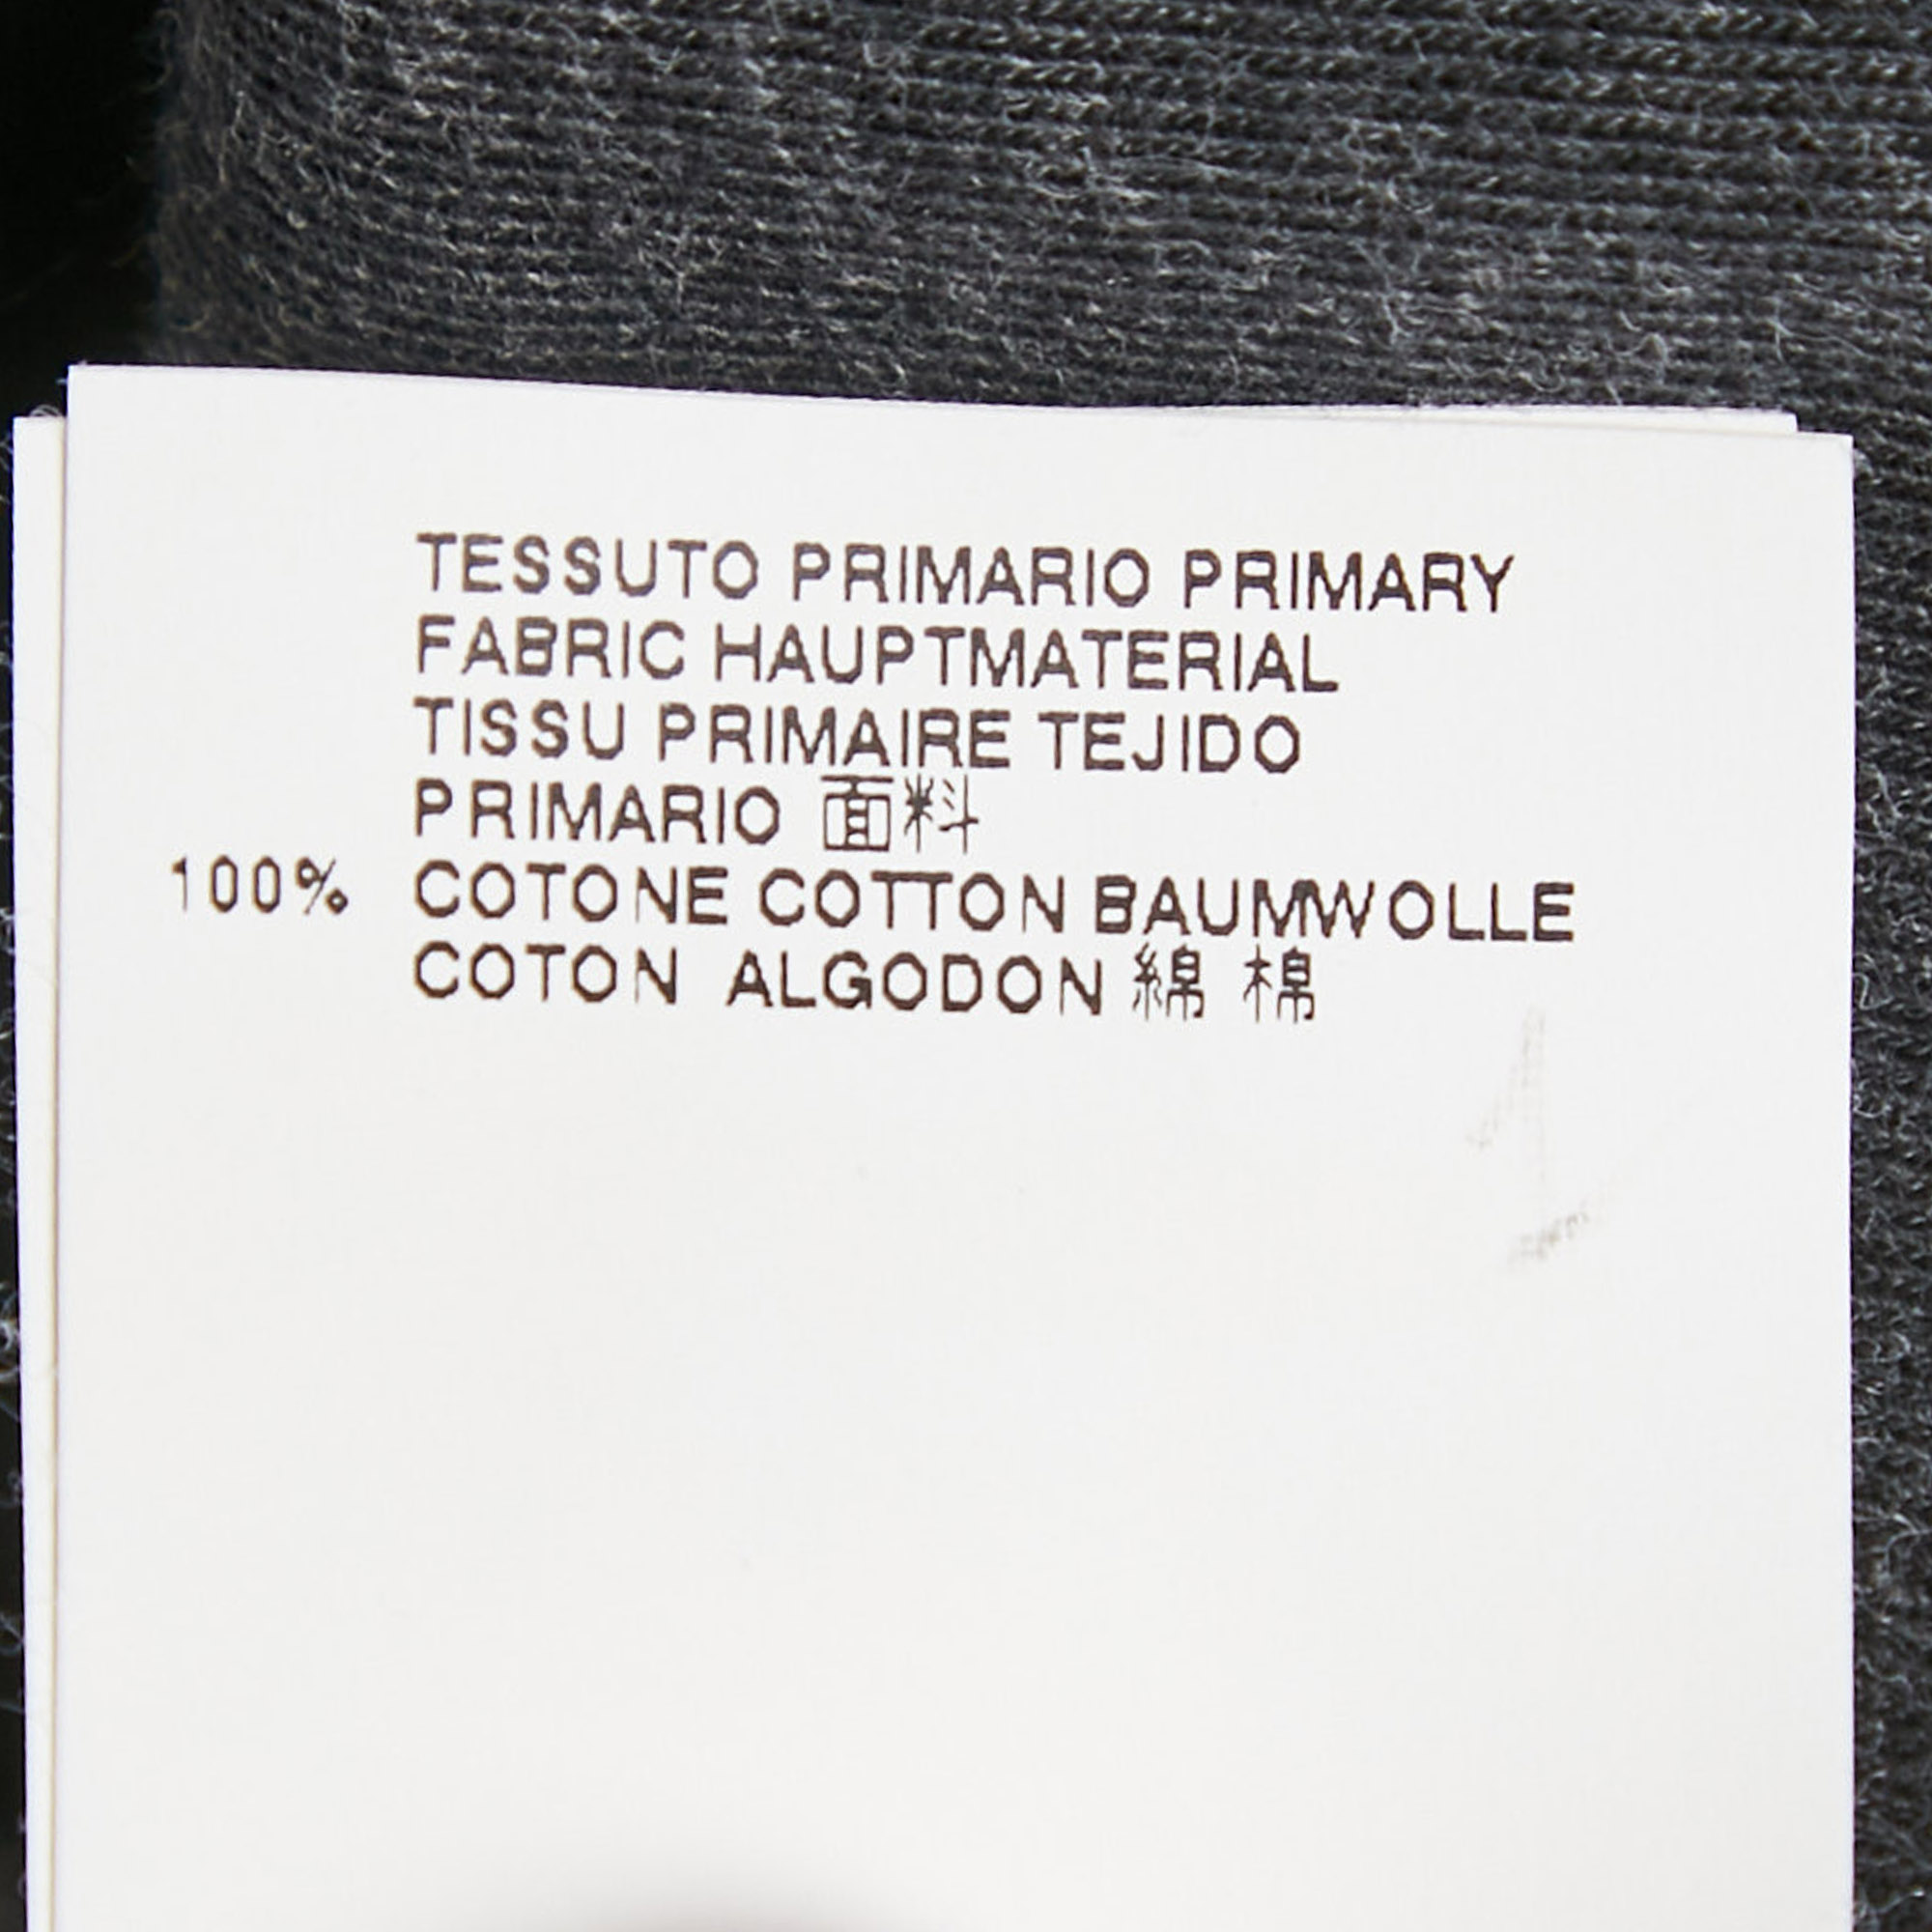 TESSUTO PRIMARIO PRIMARY
FABRIC HAUPTMATERIAL
TISSU PRIMAIRE TEJIDO
PRIMARIO 面料
100% COTONE COTTON BAUMWOLLE
COTON ALGODON 綿 棉